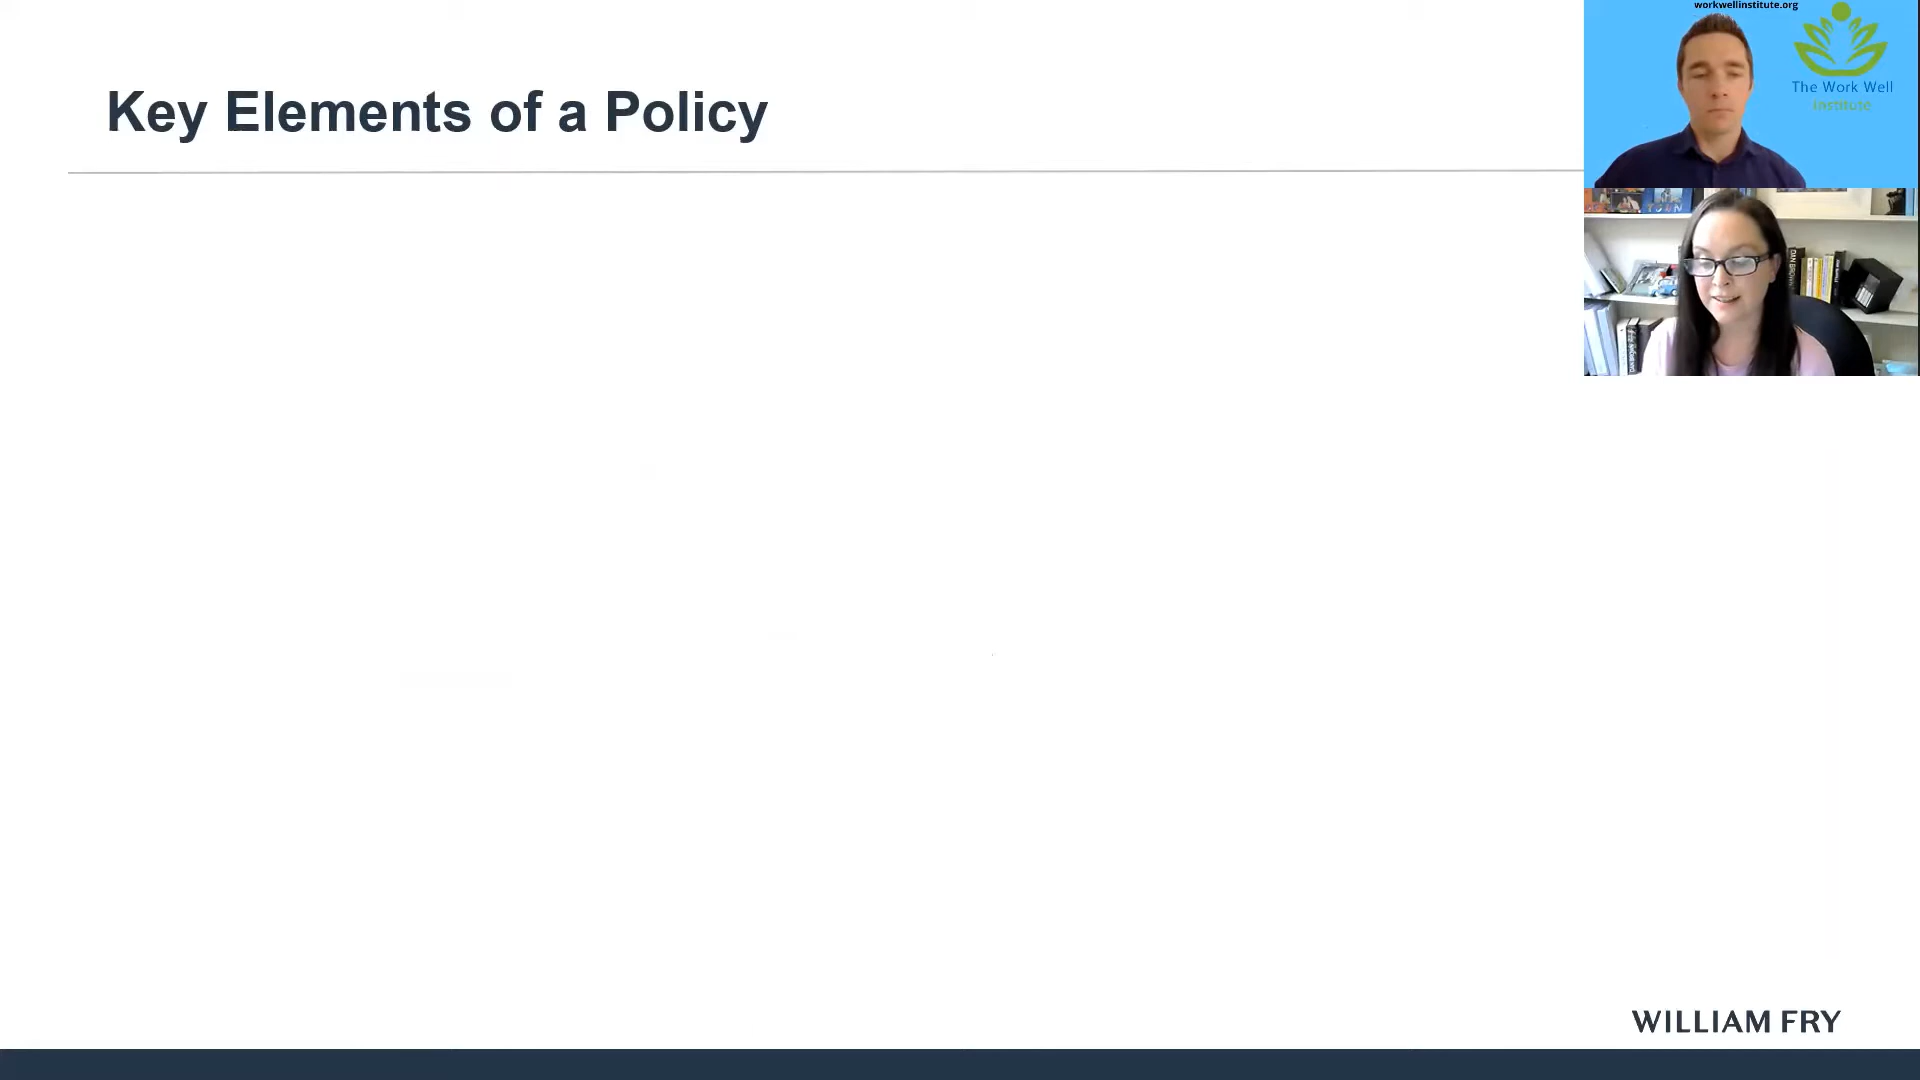 workwellinstitute.org
Key Elements of a Policy
The Work Well
Institute
WILLIAM FRY